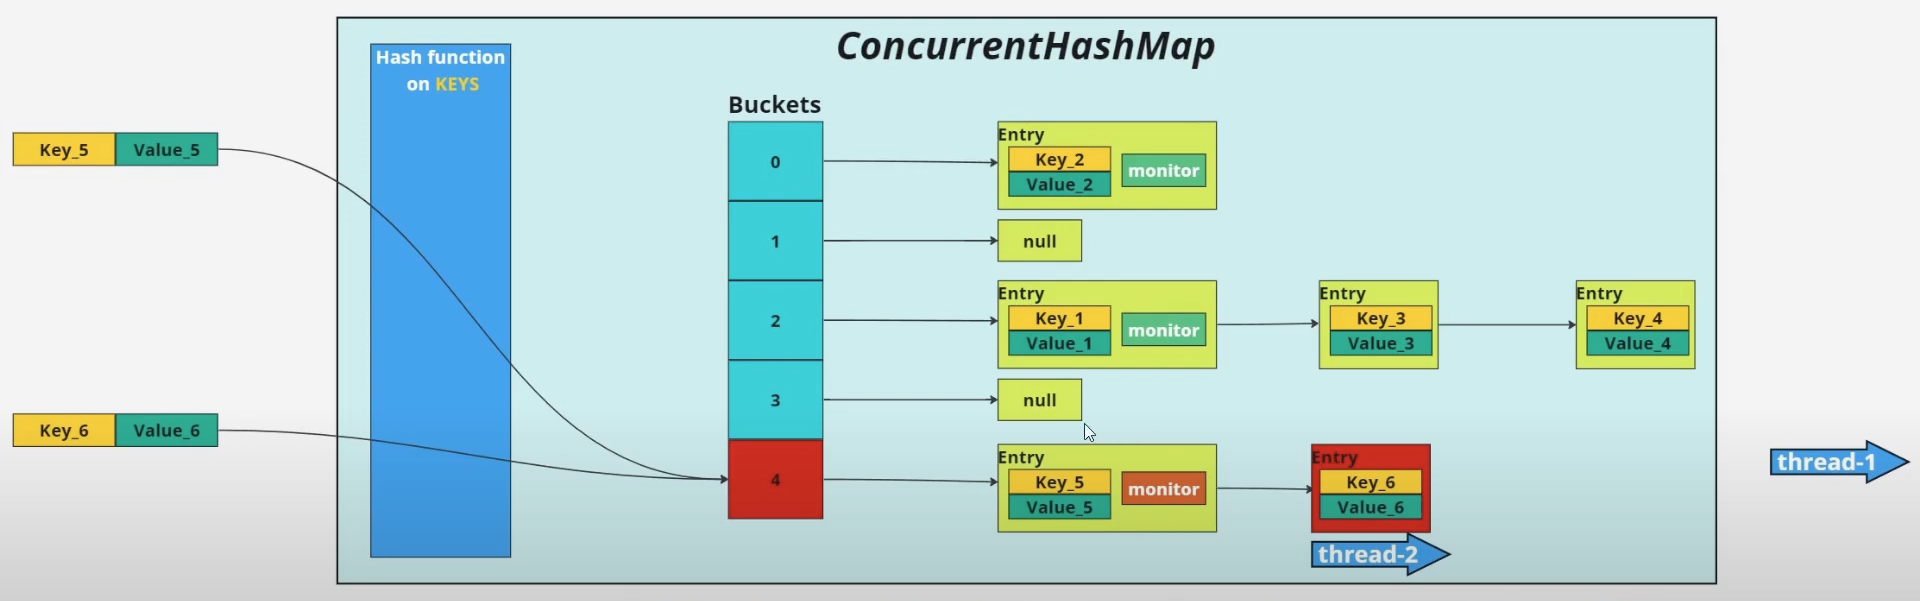 ConcurrentHashMap
Hash function
on KEYS
Buckets
Key_5 Value_5
Key_6 Value_6
0
Entry
Key_2
Value_2
monitor
1
null
2
Entry
Key_1
Value_1
monitor
Entry
Key_3
Value_3
Entry
Key_4
Value_4
3
null
4
Entry
Key_5
Value_5
monitor
Entry
Key_6
Value_6
thread-1
thread-2